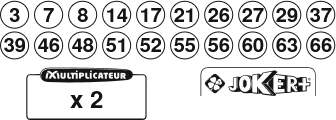 3 7 8 14 17 21 26 27 29 37
39 46 48 51 52 55 56 60 63 66
MULTIPLICATEUR
x 2
JOKER+